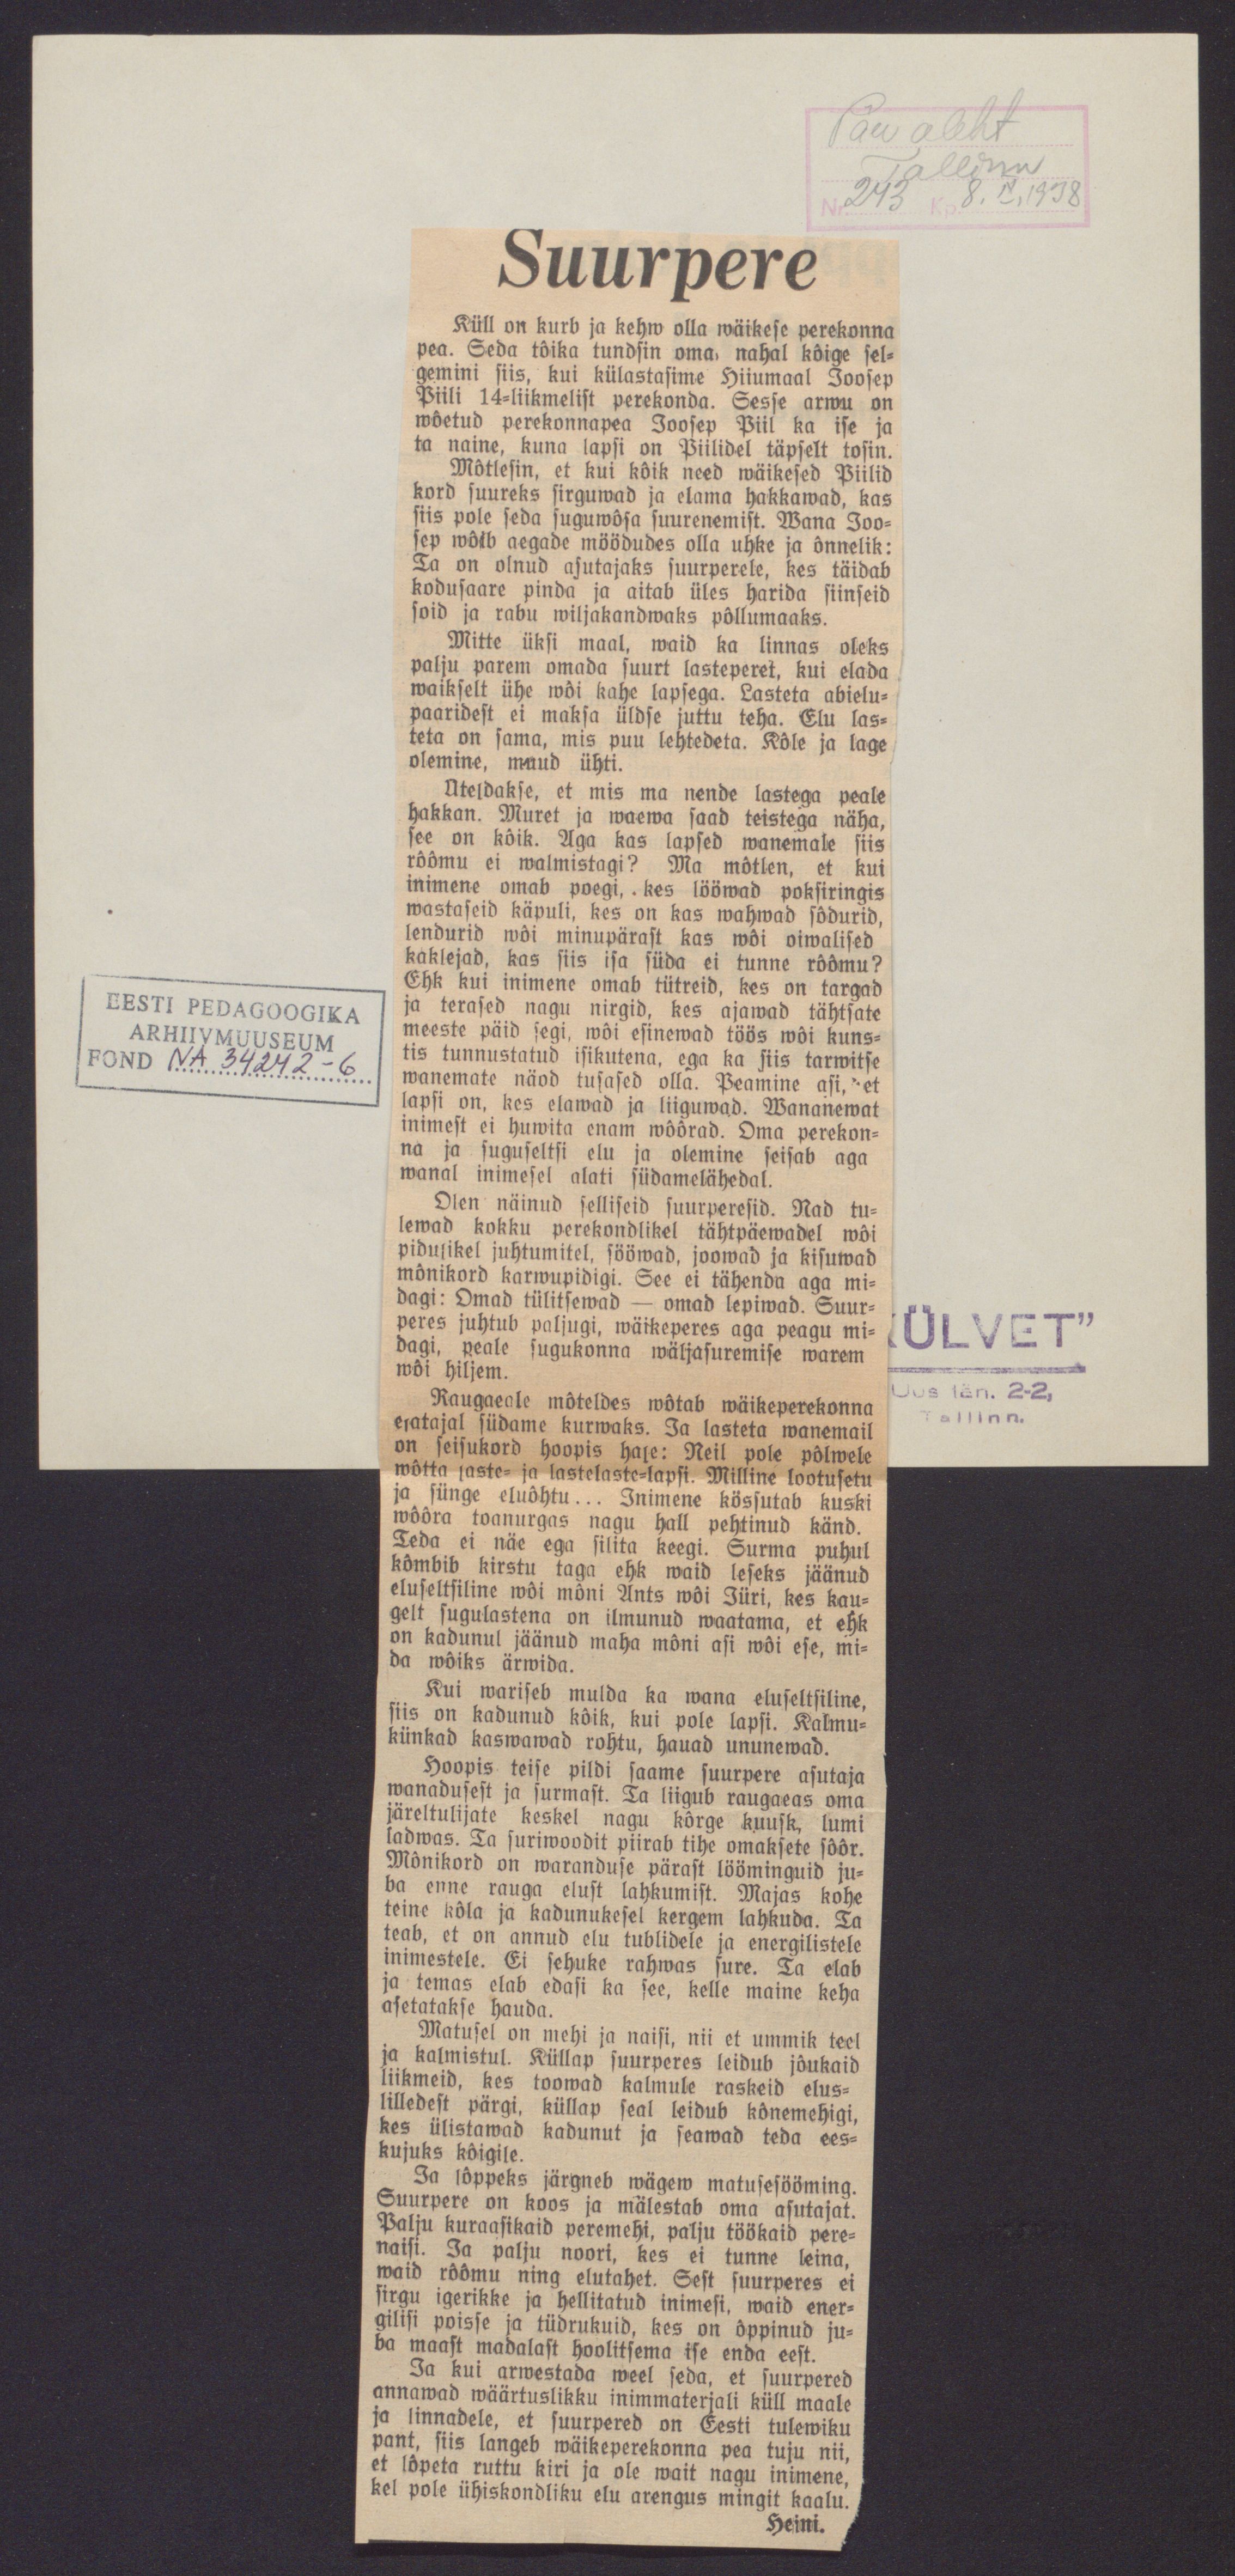 Päevaleht
Tallinn
Nr. 243 Kp. 8. IX. 1938
Suurpere
Küll on kurb ja kehw olla wäikese perekonna
pea. Seda tõika tundsin oma nahal kõige sel-
gemini siis, kui külastasime Hiiumaal Joosep
Piili 14-liikmelist perekonda. Sesse arwu on
wõetud perekonnapea Joosep Piil ka ise ja
ta naine, kuna lapsi on Piilidel täpselt tosin.
Mõtlesin, et kui kõik need wäikesed Piilid
kord suureks sirguwad ja elama hakkawad, kas
siis pole seda suguwõsa suurenemist. Wana Joo-
sep wõib aegade möödudes olla uhke ja õnnelik:
Ta on olnud asutajaks suurperele, kes täidab
kodusaare pinda ja aitab üles harida siinseid
soid ja rabu wiljakandwaks põllumaaks.
Mitte üksi maal, waid ka linnas oleks
palju parem omada suurt lasteperet, kui elada
waikselt ühe wõi kahe lapsega. Lasteta abielu-
paaridest ei maksa üldse juttu teha. Elu las-
teta on sama, mis puu lehtedeta. Kõle ja lage
olemine, muud ühti.
Üteldakse, et mis ma nende lastega peale
hakkan. Muret ja waewa saad teistega näha,
see on kõik. Aga kas lapsed wanemale siis
rõõmu ei walmistagi? Ma mõtlen, et kui
inimene omab poegi, kes lööwad poksiringis
wastaseid käpuli, kes on kas wahwad sõdurid,
lendurid wõi minupärast kas wõi oiwalised
kaklejad, kas siis isa süda ei tunne rõõmu?
Ehk kui inimene omab tütreid, kes on targad
ja terased nagu nirgid, kes ajawad tähtsate
meeste päid segi, wõi esinewad töös wõi kuns-
tis tunnustatud isikutena, ega ka siis tarwitse
wanemate näod tusased olla. Peamine asi, et
lapsi on, kes elawad ja liiguwad. Wananewat
inimest ei huwita enam wõõrad. Oma perekon-
na ja suguseltsi elu ja olemine seisab aga
wanal inimesel alati südamelähedal.
Olen näinud selliseid suurperesid. Nad tu-
lewad kokku perekondlikel tähtpäewadel wõi
pidulikel juhtumitel, sööwad, joowad ja kisuwad
mõnikord karwupidigi. See ei tähenda aga mi-
dagi: Omad tülitsewad — omad lepiwad. Suur-
peres juhtub paljugi, wäikeperes aga peagu mi-
dagi, peale sugukonna wäljasuremise warem
wõi hiljem.
Raugaeale mõteldes wõtab wäikeperekonna
elatajal südame kurwaks. Ja lasteta wanemail
on seisukord hoopis hale: Neil pole põlwele
wõtta laste- ja lastelaste-lapsi. Milline lootusetu
ja sünge eluõhtu... Inimene kössutab kuski
wõõra toanurgas nagu hall pehtinud känd.
Teda ei näe ega silita keegi. Surma puhul
kõmbib kirstu taga ehk waid leseks jäänud
eluseltsiline wõi mõni Ants wõi Jüri, kes kau-
gelt sugulastena on ilmunud waatama, et ehk
on kadunul jäänud maha mõni asi wõi ese, mi-
da wõiks ärwida.
Kui wariseb mulda ka wana eluseltsiline,
siis on kadunud kõik, kui pole lapsi. Kalmu-
künkad kaswawad rohtu, hauad ununewad.
Hoopis teise pildi saame suurpere asutaja
wanadusest ja surmast. Ta liigub raugaeas oma
järeltulijate keskel nagu kõrge kuusk, lumi
ladwas. Ta suriwoodit piirab tihe omaksete sõõr.
Mõnikord on waranduse pärast lööminguid ju-
ba enne rauga elust lahkumist. Majas kohe
teine kõla ja kadunukesel kergem lahkuda. Ta
teab, et on annud elu tublidele ja energilistele
inimestele. Ei sehuke rahwas sure. Ta elab
ja temas elab edasi ka see, kelle maine keha
asetatakse hauda.
Matusel on mehi ja naisi, nii et ummik teel
ja kalmistul. Küllap suurperes leidub jõukaid
liikmeid, kes toowad kalmule raskeid elus-
lilledest pärgi, küllap seal leidub kõnemehigi,
kes ülistawad kadunut ja seawad teda ees-
kujuks kõigile.
Ja lõppeks järgneb wägew matusesööming.
Suurpere on koos ja mälestab oma asutajat.
Palju kuraasikaid peremehi, palju töökaid pere-
naisi. Ja palju noori, kes ei tunne leina,
waid rõõmu ning elutahet. Sest suurperes ei
sirgu igerikke ja hellitatud inimesi, waid ener-
gilisi poisse ja tüdrukuid, kes on õppinud ju-
ba maast madalast hoolitsema ise enda eest.
Ja kui arwestada weel seda, et suurpered
annawad wäärtuslikku inimmaterjali küll maale
ja linnadele, et suurpered on Eesti tulewiku
pant, siis langeb wäikeperekonna pea tuju nii,
et lõpeta ruttu kiri ja ole wait nagu inimene,
kel pole ühiskondliku elu arengus mingit kaalu.
Heini.
EESTI PEDAGOOGIKA
ARHIIVMUUSEUM
FOND NA 34242-6
KÜLVET”
Uus tän. 2-2,
Tallinn.